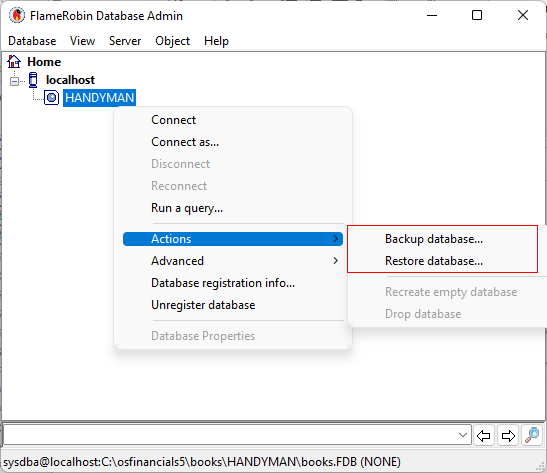 FlameRobin Database Admin
Database View Server Object Help
Home
localhost
HANDYMAN
Connect
Connect as...
Disconnect
Reconnect
Run a query...
Actions
Advanced
Database registration info...
Unregister database
Database Properties
Backup database...
Restore database...
Recreate empty database
Drop database
sysdba@localhost:C:\osfinancials5\books\HANDYMAN\books.FDB (NONE)